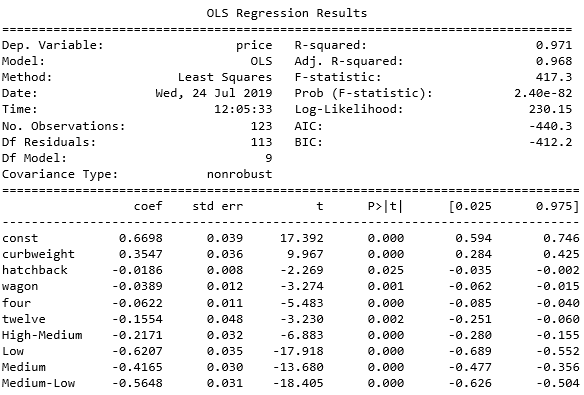 OLS Regression Results
==============================================================================
Dep. Variable: price R-squared: 0.971
Model: OLS Adj. R-squared: 0.968
Method: Least Squares F-statistic: 417.3
Date: Wed, 24 Jul 2019 Prob (F-statistic): 2.40e-82
Time: 12:05:33 Log-Likelihood: 230.15
No. Observations: 123 AIC: -440.3
Df Residuals: 113 BIC: -412.2
Df Model: 9
Covariance Type: nonrobust
==============================================================================
coef std err t P>|t| [0.025 0.975]
------------------------------------------------------------------------------
const 0.6698 0.039 17.392 0.000 0.594 0.746
curbweight 0.3547 0.036 9.967 0.000 0.284 0.425
hatchback -0.0186 0.008 -2.269 0.025 -0.035 -0.002
wagon -0.0389 0.012 -3.274 0.001 -0.062 -0.015
four -0.0622 0.011 -5.483 0.000 -0.085 -0.040
twelve -0.1554 0.048 -3.230 0.002 -0.251 -0.060
High-Medium -0.2171 0.032 -6.883 0.000 -0.280 -0.155
Low -0.6207 0.035 -17.918 0.000 -0.689 -0.552
Medium -0.4165 0.030 -13.680 0.000 -0.477 -0.356
Medium-Low -0.5648 0.031 -18.405 0.000 -0.626 -0.504